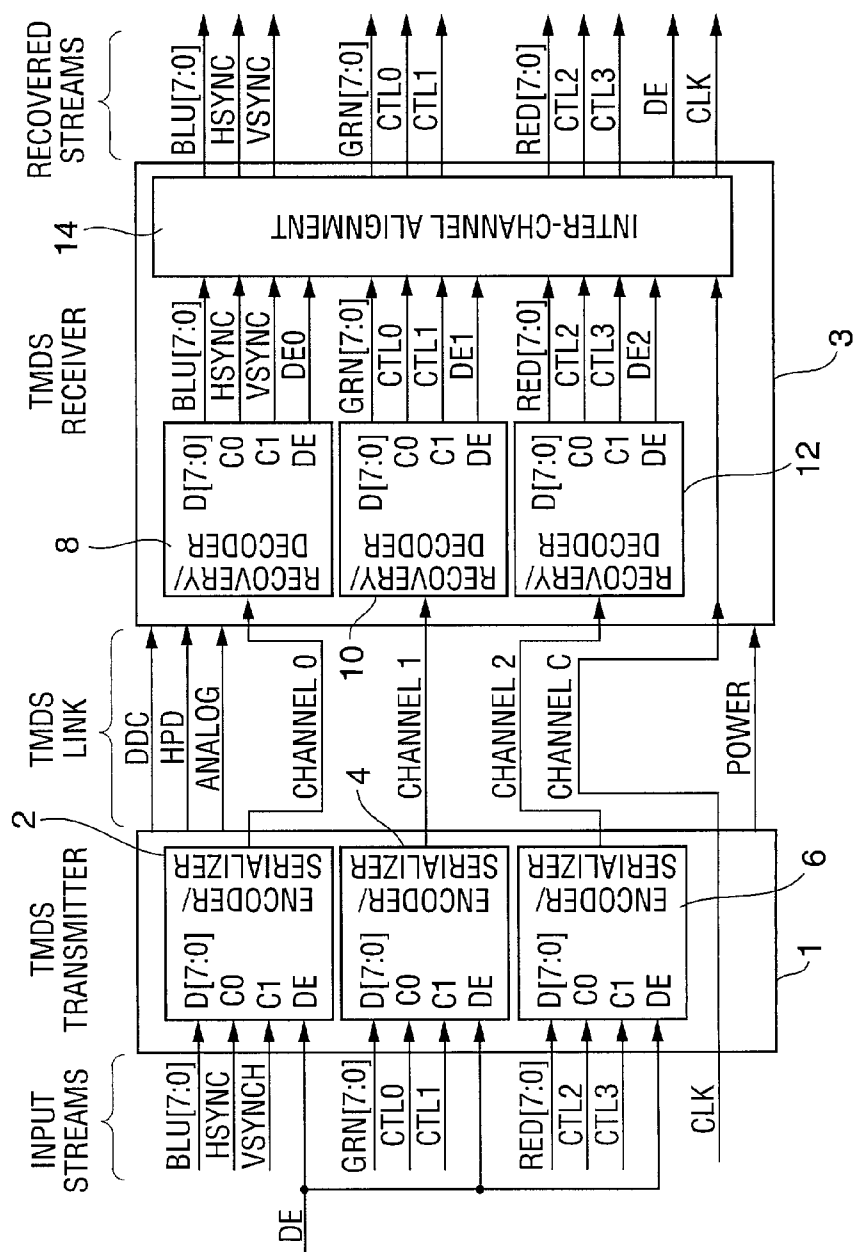 INPUT
STREAMS
TMDS
TRANSMITTER
TMDS
LINK
TMDS
RECEIVER
RECOVERED
STREAMS
DE
BLU[7:0]
HSYNC
VSYNCH
GRN[7:0]
CTL0
CTL1
RED[7:0]
CTL2
CTL3
CLK
2
D[7:0]
C0
C1
DE
ENCODER/
SERIALIZER
4
D[7:0]
C0
C1
DE
ENCODER/
SERIALIZER
6
D[7:0]
C0
C1
DE
ENCODER/
SERIALIZER
1
DDC
HPD
ANALOG
CHANNEL 0
CHANNEL 1
CHANNEL 2
CHANNEL C
POWER
8
RECOVERY/
DECODER
D[7:0]
C0
C1
DE
10
RECOVERY/
DECODER
D[7:0]
C0
C1
DE
12
RECOVERY/
DECODER
D[7:0]
C0
C1
DE
3
BLU[7:0]
HSYNC
VSYNC
DE0
GRN[7:0]
CTL0
CTL1
DE1
RED[7:0]
CTL2
CTL3
DE2
14
INTER-CHANNEL ALIGNMENT
BLU[7:0]
HSYNC
VSYNC
GRN[7:0]
CTL0
CTL1
RED[7:0]
CTL2
CTL3
DE
CLK